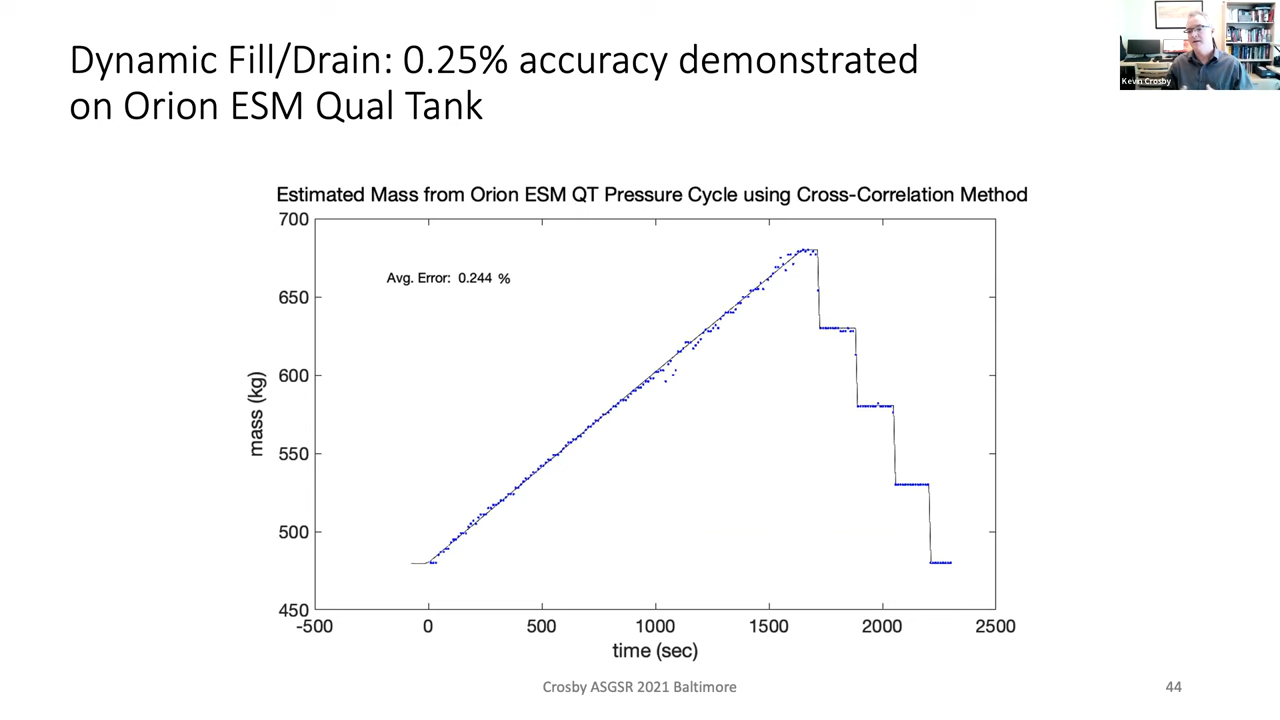 Dynamic Fill/Drain: 0.25% accuracy demonstrated
on Orion ESM Qual Tank
Kevin Crosby
Estimated Mass from Orion ESM QT Pressure Cycle using Cross-Correlation Method
700
650
600
550
500
450
mass (kg)
Avg. Error: 0.244 %
-500
0
500
1000
1500
2000
2500
time (sec)
Crosby ASGSR 2021 Baltimore
44